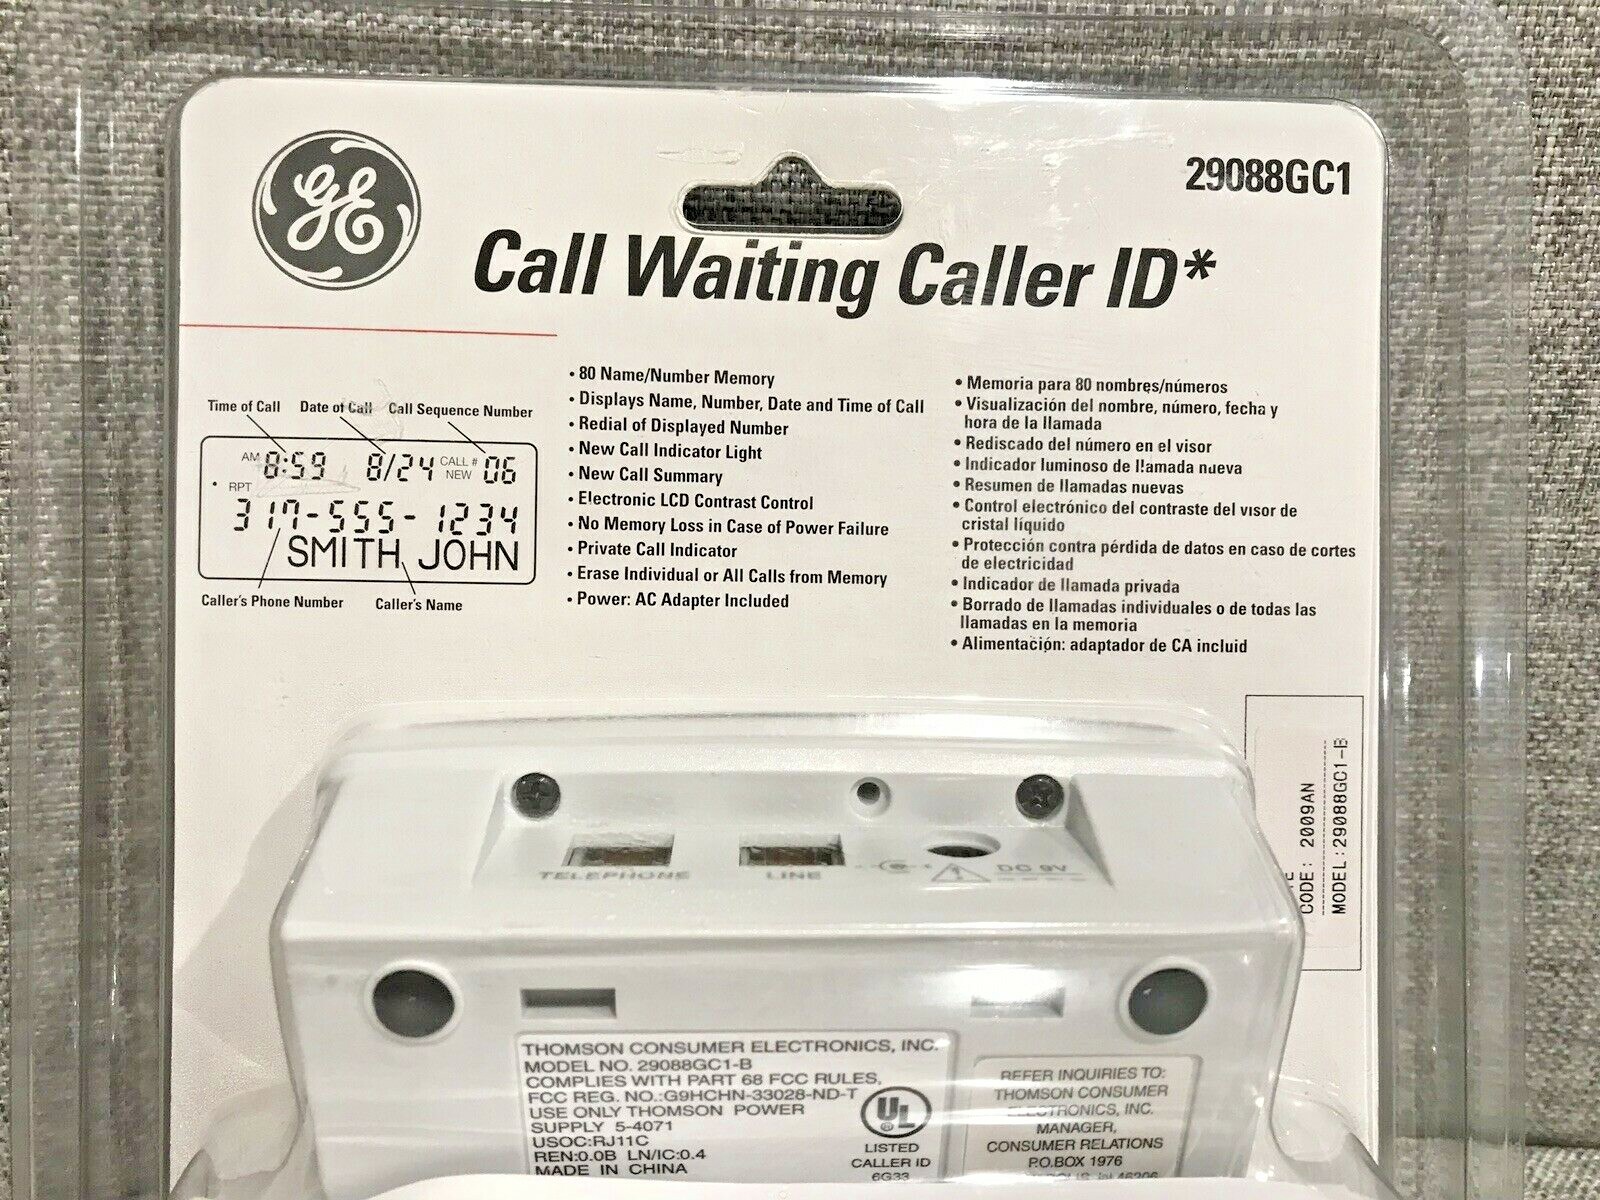 GE
29088GC1
Call Waiting Caller ID*
Time of Call Date of Call Call Sequence Number
AM 8:59 8/24 CALL # NEW 06
RPT
317-555-1234
SMITH JOHN
Caller's Phone Number Caller's Name
• 80 Name/Number Memory
• Displays Name, Number, Date and Time of Call
• Redial of Displayed Number
• New Call Indicator Light
• New Call Summary
• Electronic LCD Contrast Control
• No Memory Loss in Case of Power Failure
• Private Call Indicator
• Erase Individual or All Calls from Memory
• Power: AC Adapter Included
• Memoria para 80 nombres/números
• Visualización del nombre, número, fecha y
hora de la llamada
• Rediscado del número en el visor
• Indicador luminoso de llamada nueva
• Resumen de llamadas nuevas
• Control electrónico del contraste del visor de
cristal líquido
• Protección contra pérdida de datos en caso de cortes
de electricidad
• Indicador de llamada privada
• Borrado de llamadas individuales o de todas las
llamadas en la memoria
• Alimentación: adaptador de CA incluid
CODE: 2009AN
MODEL:29088GC1-B
TELEPHONE LINE DC 9V
THOMSON CONSUMER ELECTRONICS, INC.
MODEL NO. 29088GC1-B
COMPLIES WITH PART 68 FCC RULES,
FCC REG. NO.:G9HCHN-33028-ND-T
USE ONLY THOMSON POWER
SUPPLY 5-4071
USOC:RJ11C
REN:0.0B LN/IC:0.4
MADE IN CHINA
UL
LISTED
CALLER ID
6G33
REFER INQUIRIES TO:
THOMSON CONSUMER
ELECTRONICS, INC.
MANAGER,
CONSUMER RELATIONS
P.O.BOX 1976
46206